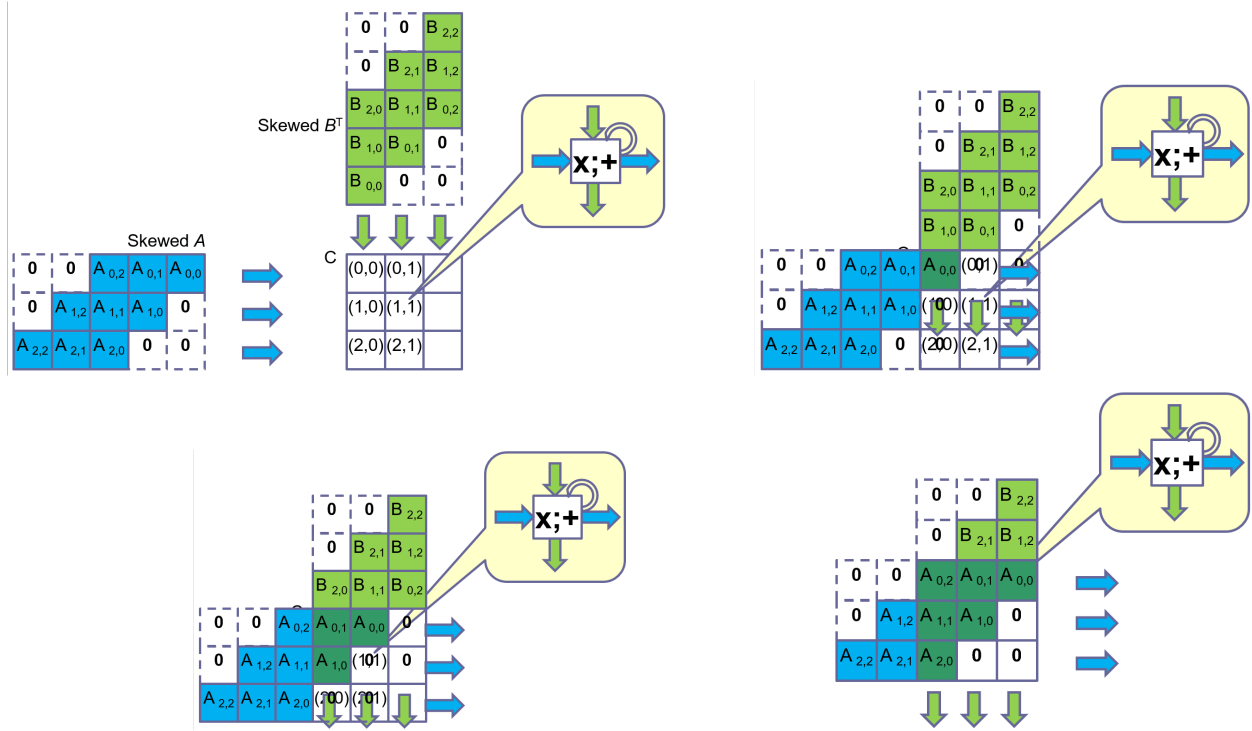 0 0 B 2,2
0 B 2,1 B 1,2
B 2,0 B 1,1 B 0,2
Skewed Bᵀ
B 1,0 B 0,1 0
B 0,0 0 0
x;+
Skewed A
C
0 0 A 0,2 A 0,1 A 0,0
(0,0) (0,1)
0 A 1,2 A 1,1 A 1,0 0
(1,0) (1,1)
A 2,2 A 2,1 A 2,0 0 0
(2,0) (2,1)
0 0 B 2,2
0 B 2,1 B 1,2
B 2,0 B 1,1 B 0,2
B 1,0 B 0,1 0
x;+
0 0 A 0,2 A 0,1 A 0,0
0 A 1,2 A 1,1 A 1,0
A 2,2 A 2,1 A 2,0 0 (2,1)
0 0 B 2,2
0 B 2,1 B 1,2
B 2,0 B 1,1 B 0,2
x;+
0 0 A 0,2 A 0,1 A 0,0 0
0 A 1,2 A 1,1 A 1,0 0
A 2,2 A 2,1 A 2,0
0 0 B 2,2
0 B 2,1 B 1,2
x;+
0 0 A 0,2 A 0,1 A 0,0
0 A 1,2 A 1,1 A 1,0 0
A 2,2 A 2,1 A 2,0 0 0